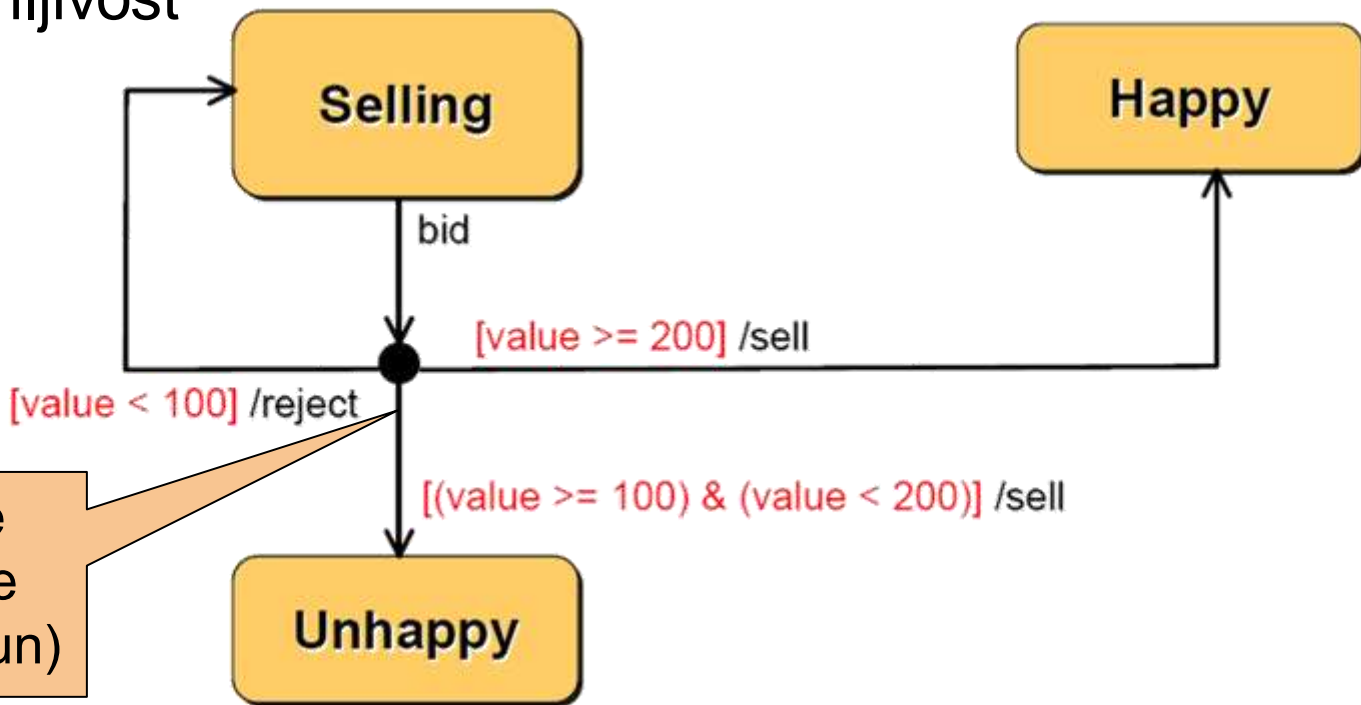 Selling
Happy
bid
[value >= 200] /sell
[value < 100] /reject
[(value >= 100) & (value < 200)] /sell
Unhappy